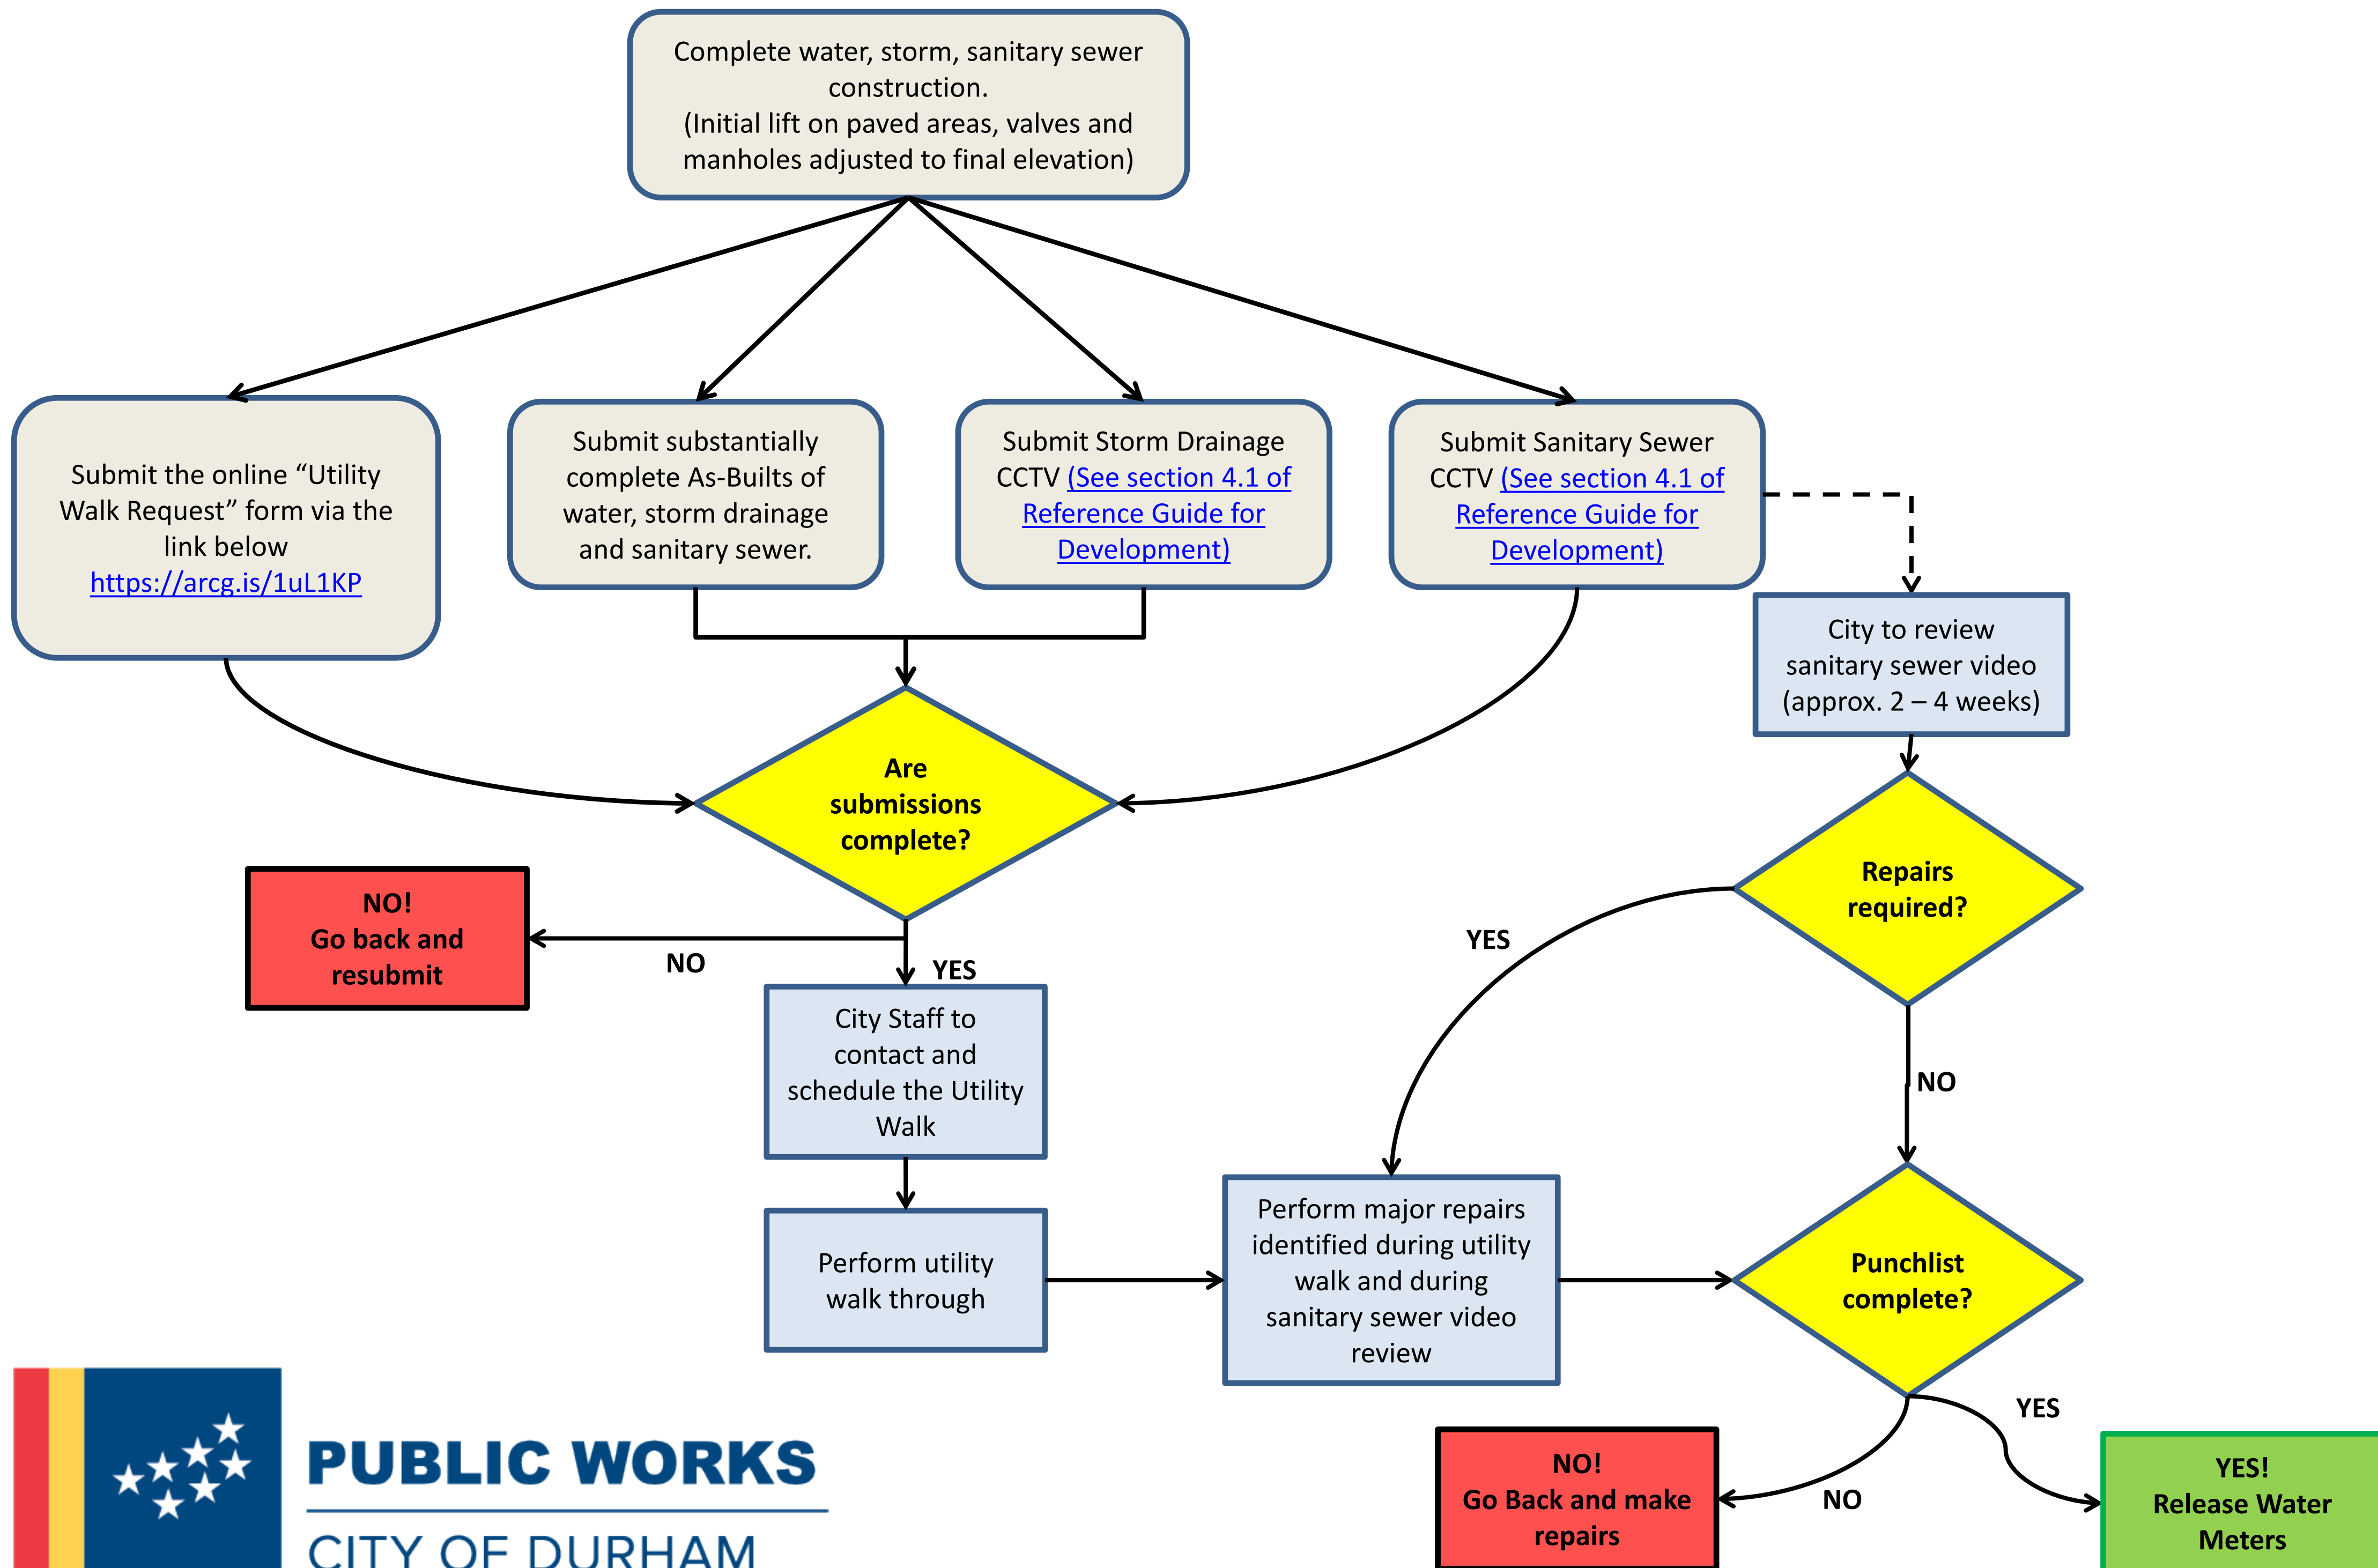 Complete water, storm, sanitary sewer
construction.
(Initial lift on paved areas, valves and
manholes adjusted to final elevation)
Submit the online “Utility
Walk Request” form via the
link below
https://arcg.is/1uL1KP
Submit substantially
complete As-Builts of
water, storm drainage
and sanitary sewer.
Submit Storm Drainage
CCTV (See section 4.1 of
Reference Guide for
Development)
Submit Sanitary Sewer
CCTV (See section 4.1 of
Reference Guide for
Development)
City to review
sanitary sewer video
(approx. 2 – 4 weeks)
Are
submissions
complete?
Repairs
required?
NO!
Go back and
resubmit
NO
YES
YES
NO
City Staff to
contact and
schedule the Utility
Walk
Perform utility
walk through
Perform major repairs
identified during utility
walk and during
sanitary sewer video
review
Punchlist
complete?
YES
NO
NO!
Go Back and make
repairs
YES!
Release Water
Meters
PUBLIC WORKS
CITY OF DURHAM